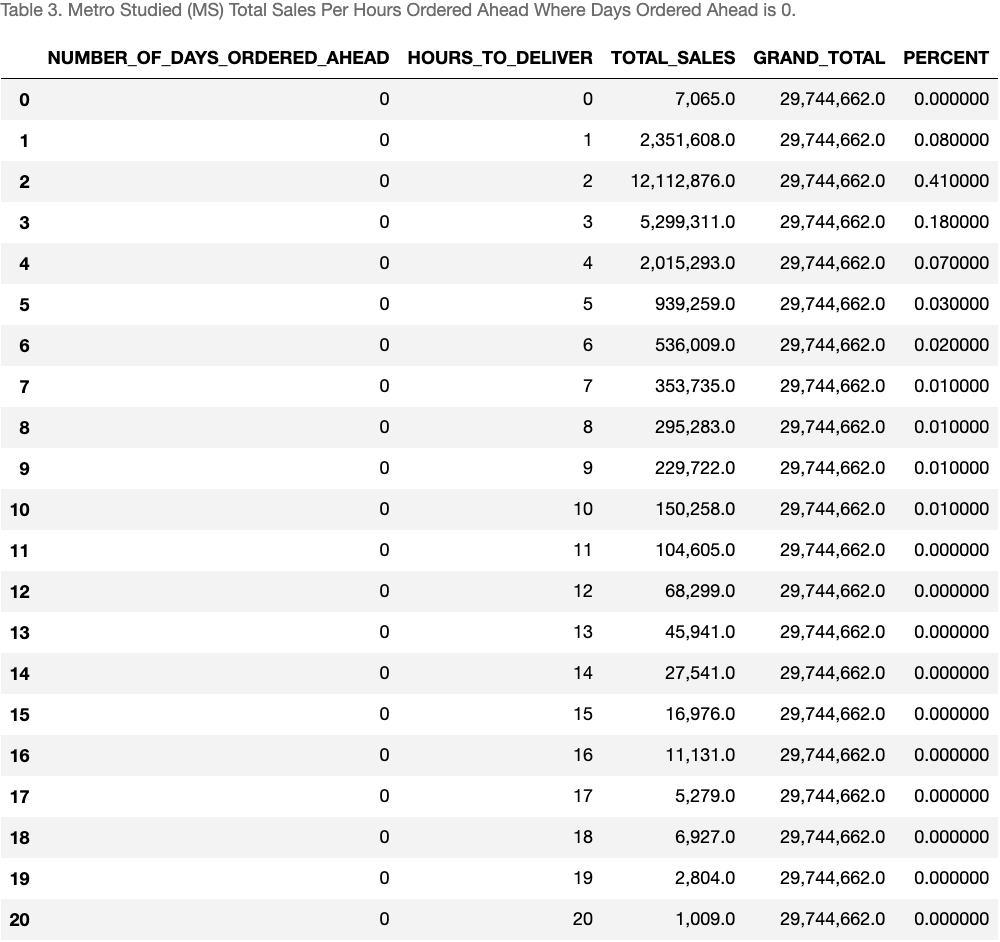 Table 3. Metro Studied (MS) Total Sales Per Hours Ordered Ahead Where Days Ordered Ahead is 0.
NUMBER_OF_DAYS_ORDERED_AHEAD HOURS_TO_DELIVER TOTAL_SALES GRAND_TOTAL PERCENT
0 0 0 7,065.0 29,744,662.0 0.000000
1 0 1 2,351,608.0 29,744,662.0 0.080000
2 0 2 12,112,876.0 29,744,662.0 0.410000
3 0 3 5,299,311.0 29,744,662.0 0.180000
4 0 4 2,015,293.0 29,744,662.0 0.070000
5 0 5 939,259.0 29,744,662.0 0.030000
6 0 6 536,009.0 29,744,662.0 0.020000
7 0 7 353,735.0 29,744,662.0 0.010000
8 0 8 295,283.0 29,744,662.0 0.010000
9 0 9 229,722.0 29,744,662.0 0.010000
10 0 10 150,258.0 29,744,662.0 0.010000
11 0 11 104,605.0 29,744,662.0 0.000000
12 0 12 68,299.0 29,744,662.0 0.000000
13 0 13 45,941.0 29,744,662.0 0.000000
14 0 14 27,541.0 29,744,662.0 0.000000
15 0 15 16,976.0 29,744,662.0 0.000000
16 0 16 11,131.0 29,744,662.0 0.000000
17 0 17 5,279.0 29,744,662.0 0.000000
18 0 18 6,927.0 29,744,662.0 0.000000
19 0 19 2,804.0 29,744,662.0 0.000000
20 0 20 1,009.0 29,744,662.0 0.000000